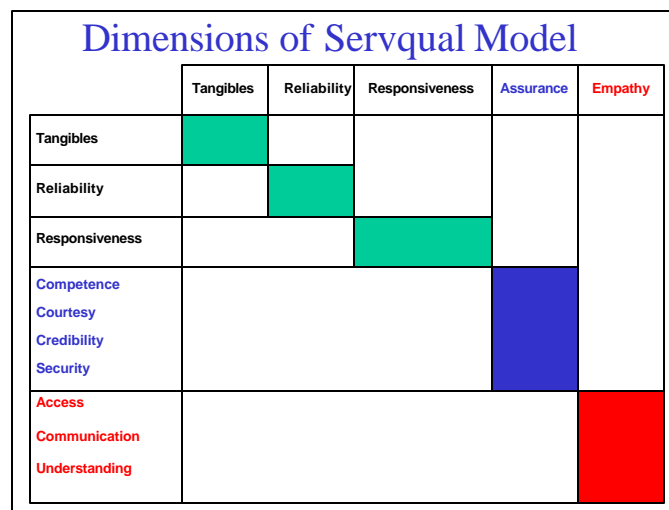 Dimensions of Servqual Model
Tangibles Reliability Responsiveness Assurance Empathy
Tangibles
Reliability
Responsiveness
Competence
Courtesy
Credibility
Security
Access
Communication
Understanding